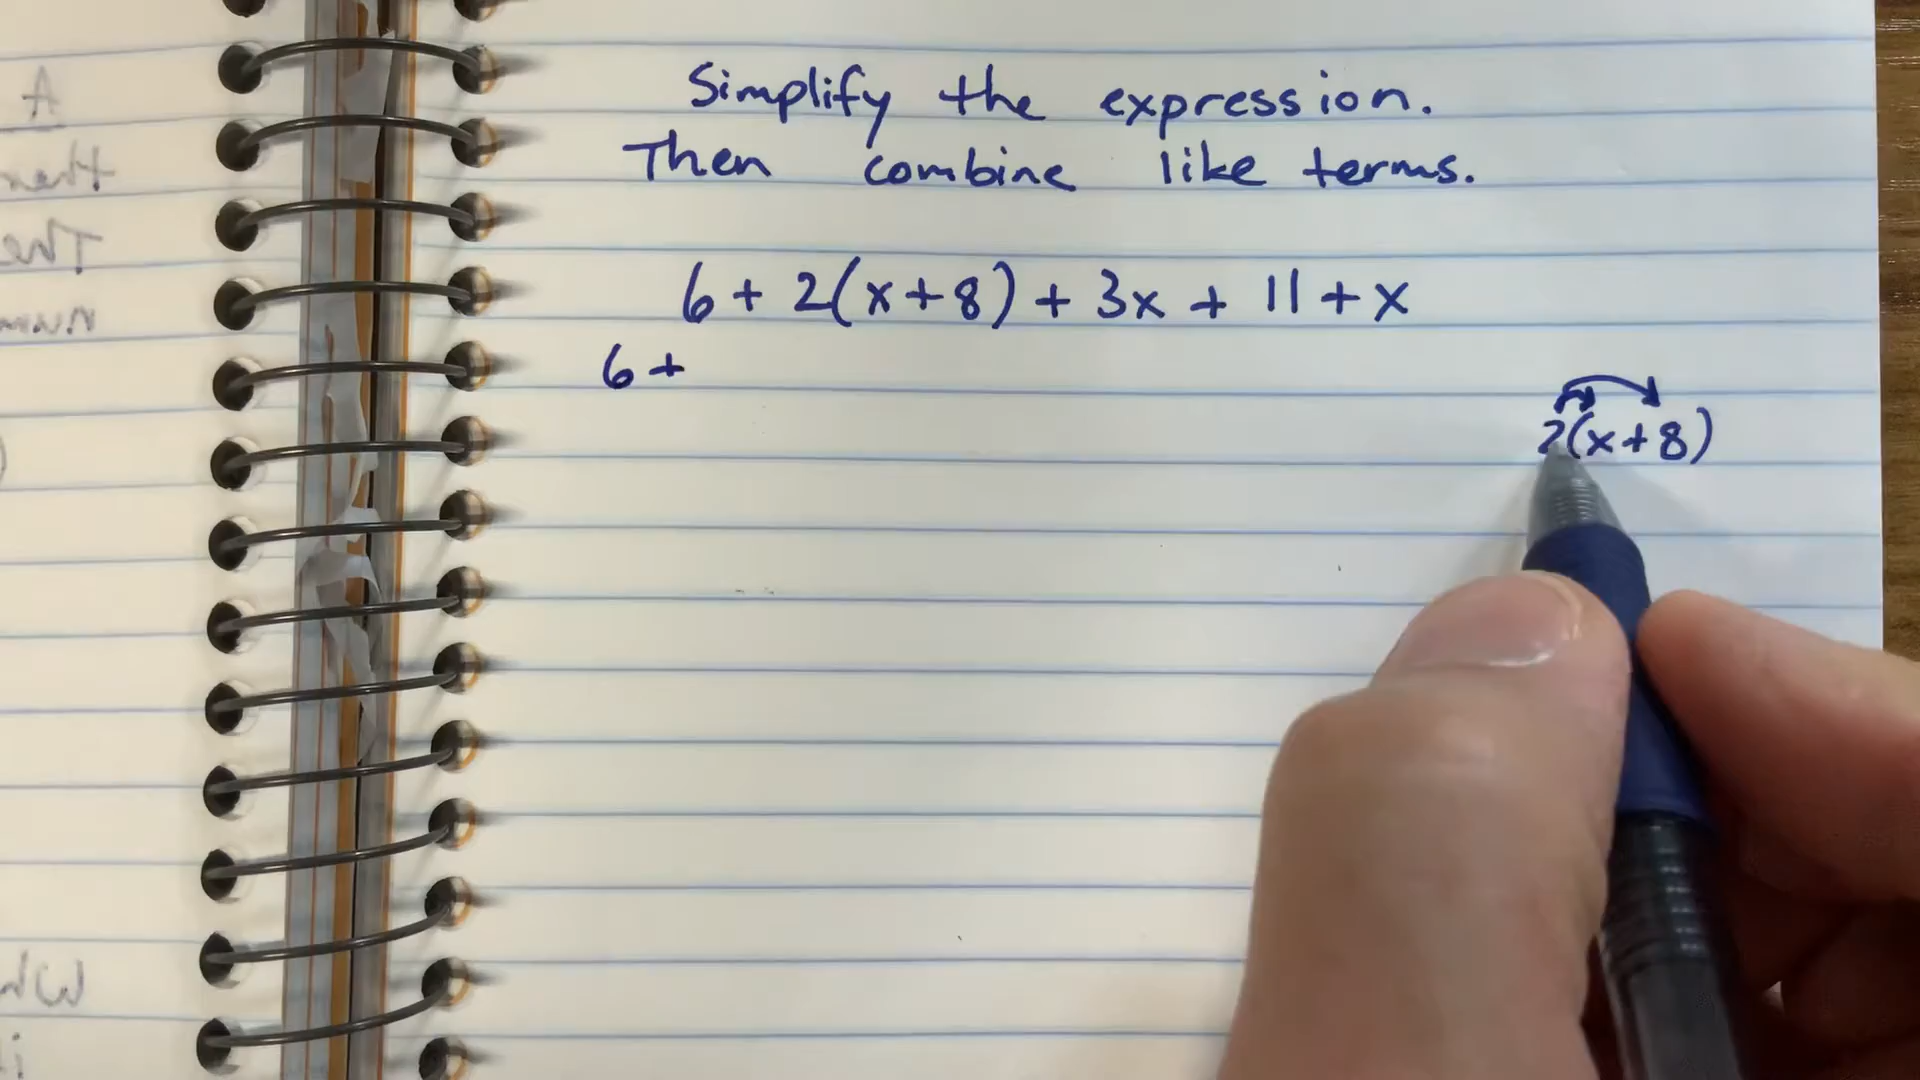 Simplify the expression.
Then combine like terms.
6 + 2(x+8) + 3x + 11 + x
6 +
2(x+8)